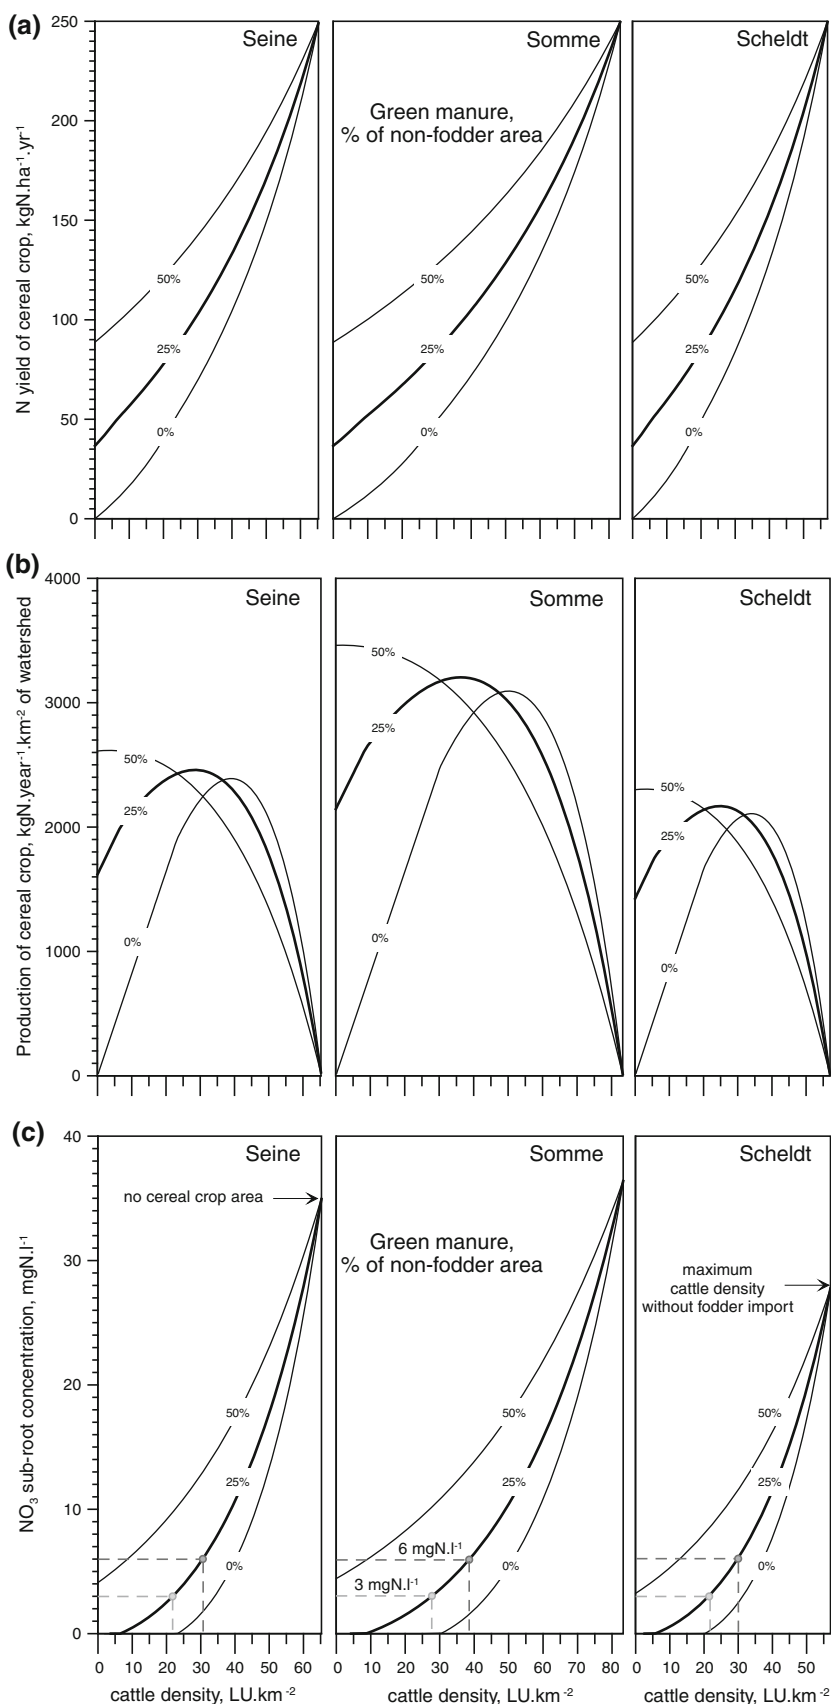 (a)
Seine
Somme
Scheldt
N yield of cereal crop, kgN.ha⁻¹.yr⁻¹
250
200
150
100
50
0
Green manure,
% of non-fodder area
50%
50%
50%
25%
25%
25%
0%
0%
0%
(b)
Seine
Somme
Scheldt
Production of cereal crop, kgN.year⁻¹.km⁻² of watershed
4000
3000
2000
1000
0
50%
25%
0%
50%
25%
0%
50%
25%
0%
(c)
Seine
Somme
Scheldt
NO₃ sub-root concentration, mgN.l⁻¹
40
30
20
10
0
no cereal crop area
Green manure,
% of non-fodder area
maximum
cattle density
without fodder import
50%
25%
0%
50%
25%
0%
6 mgN.l⁻¹
3 mgN.l⁻¹
50%
25%
0%
0 10 20 30 40 50 60
0 10 20 30 40 50 60 70 80
0 10 20 30 40 50
cattle density, LU.km⁻²
cattle density, LU.km⁻²
cattle density, LU.km⁻²